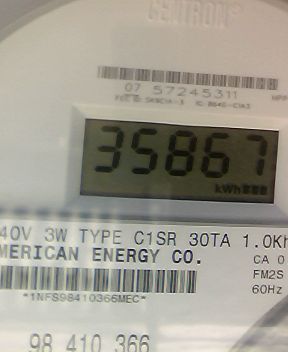 CENTRON®
07 57245311
35867
kWh
40V 3W TYPE C1SR 30TA 1.0Kh
MERICAN ENERGY CO.
CA 0
FM2S
60Hz
*1NFS98410366MEC*
98 410 366